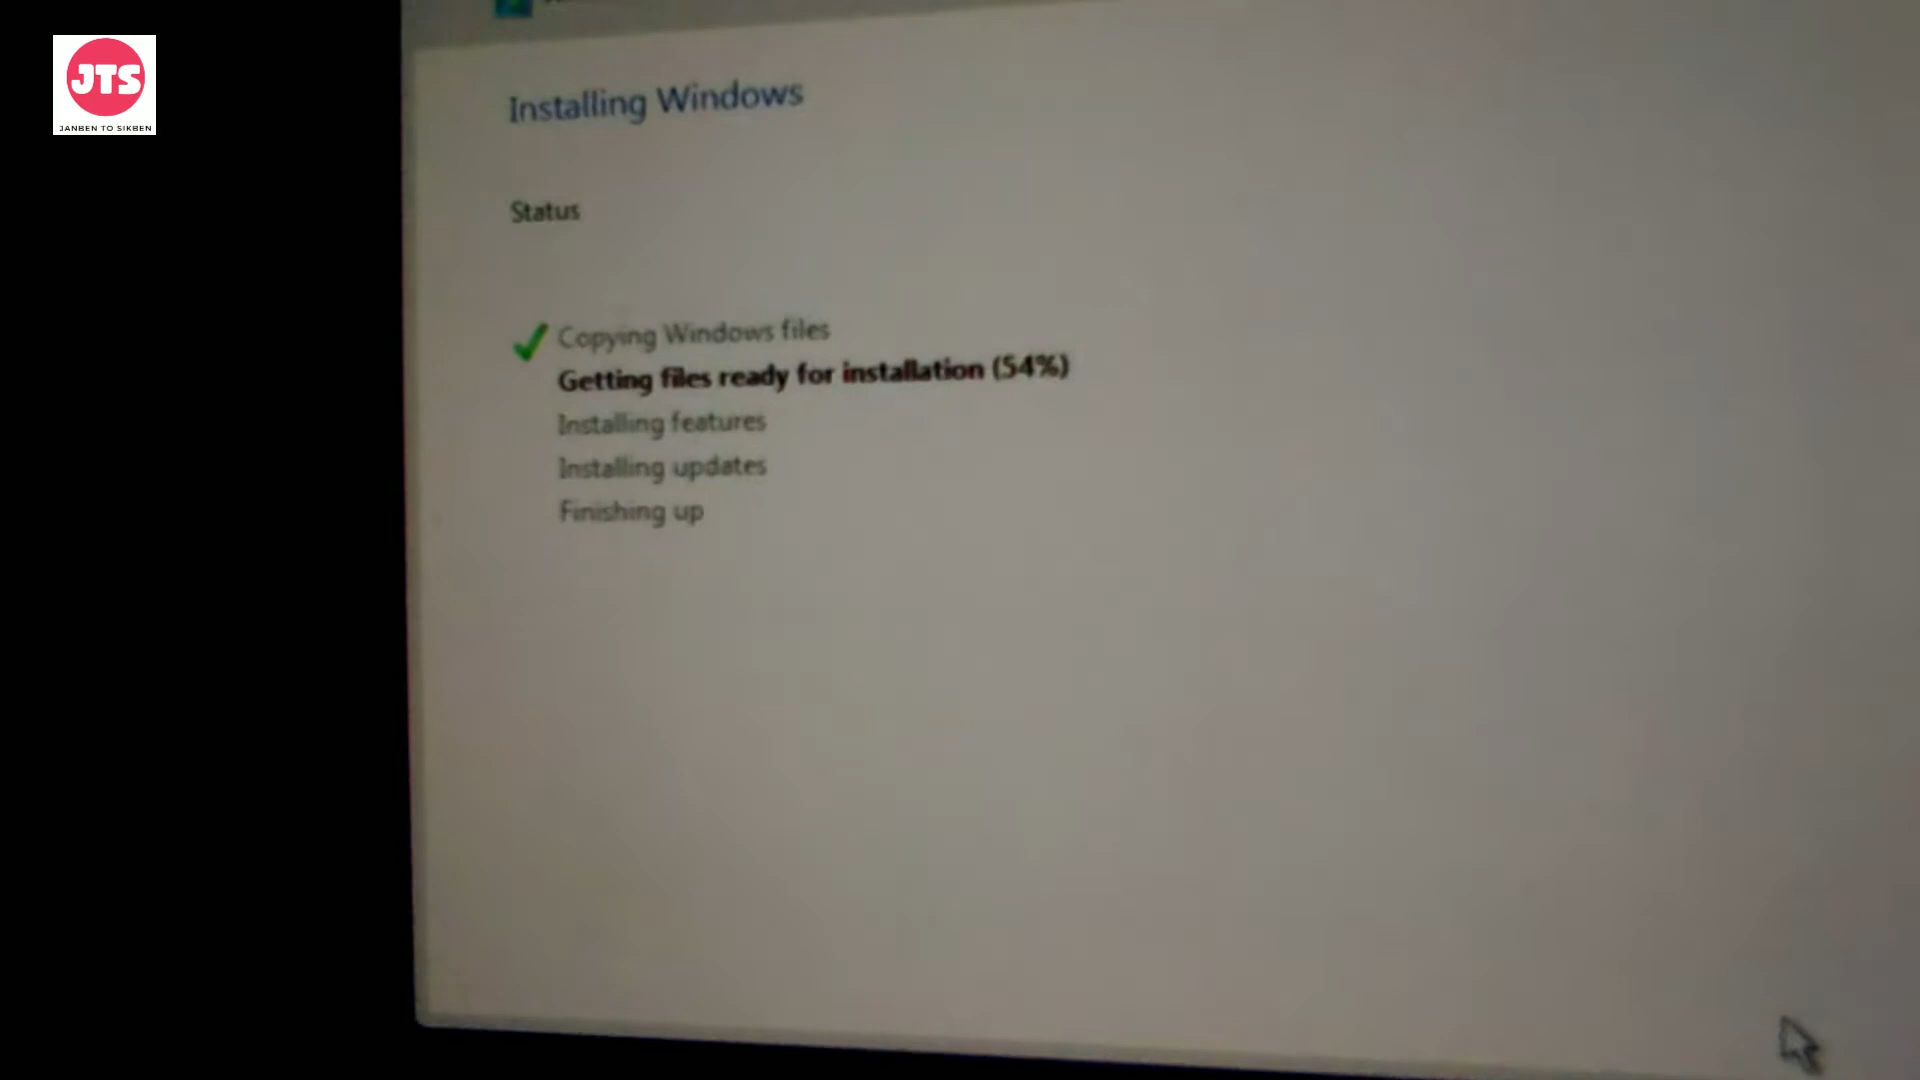 JTS
JANBEN TO SIKBEN
Installing Windows
Status
Copying Windows files
Getting files ready for installation (54%)
Installing features
Installing updates
Finishing up